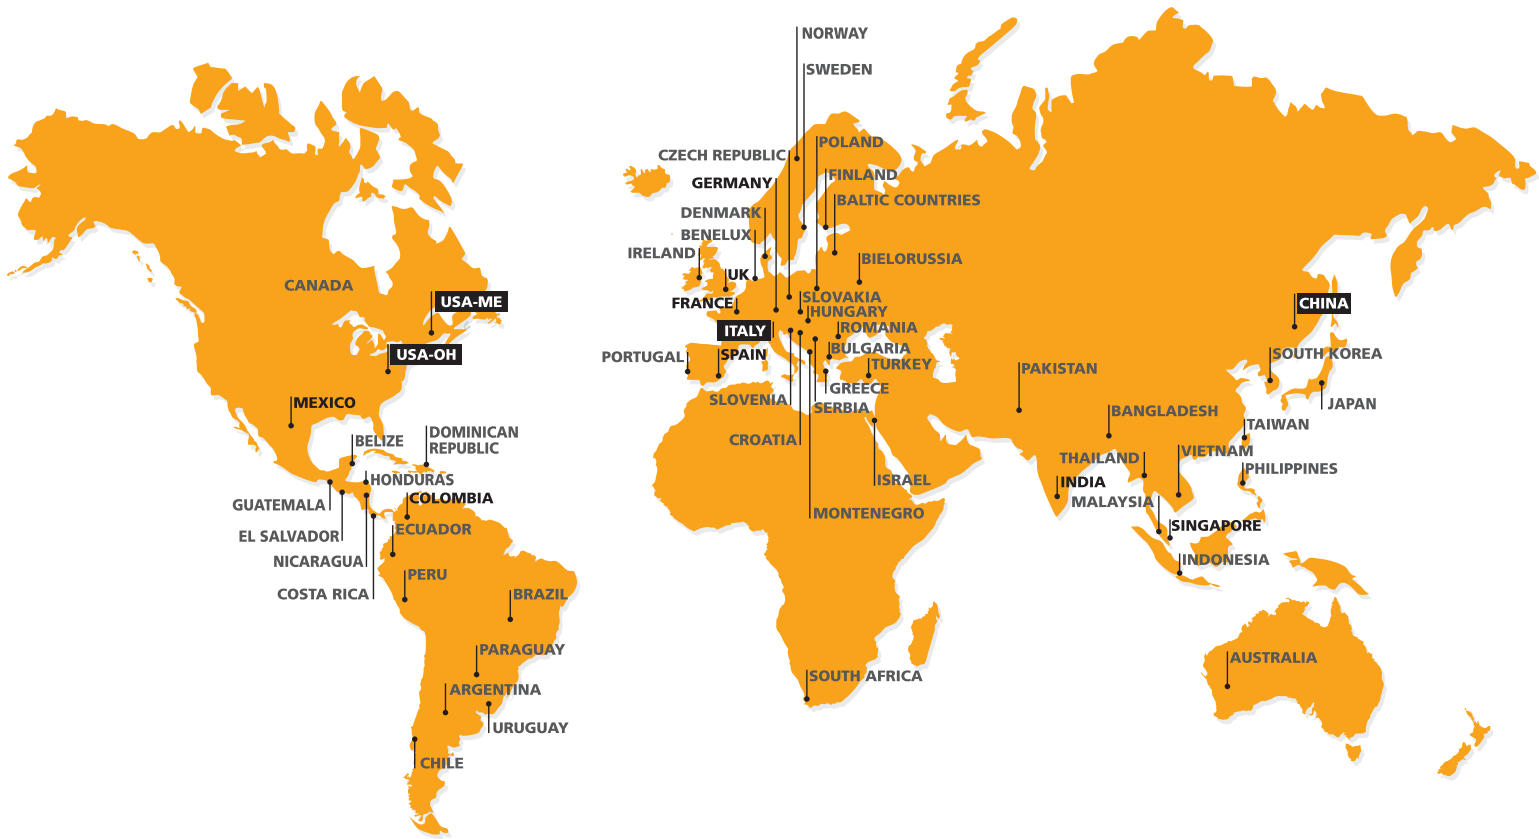 NORWAY
SWEDEN
POLAND
CZECH REPUBLIC
FINLAND
GERMANY
BALTIC COUNTRIES
DENMARK
BENELUX
IRELAND
BIELORUSSIA
UK
CANADA
USA-ME
FRANCE
SLOVAKIA
HUNGARY
CHINA
ITALY
ROMANIA
USA-OH
PORTUGAL
SPAIN
BULGARIA
TURKEY
SOUTH KOREA
PAKISTAN
GREECE
MEXICO
SLOVENIA
SERBIA
JAPAN
BANGLADESH
TAIWAN
DOMINICAN
REPUBLIC
BELIZE
CROATIA
VIETNAM
THAILAND
PHILIPPINES
HONDURAS
ISRAEL
INDIA
COLOMBIA
MALAYSIA
GUATEMALA
MONTENEGRO
SINGAPORE
ECUADOR
EL SALVADOR
NICARAGUA
INDONESIA
PERU
COSTA RICA
BRAZIL
PARAGUAY
AUSTRALIA
SOUTH AFRICA
ARGENTINA
URUGUAY
CHILE